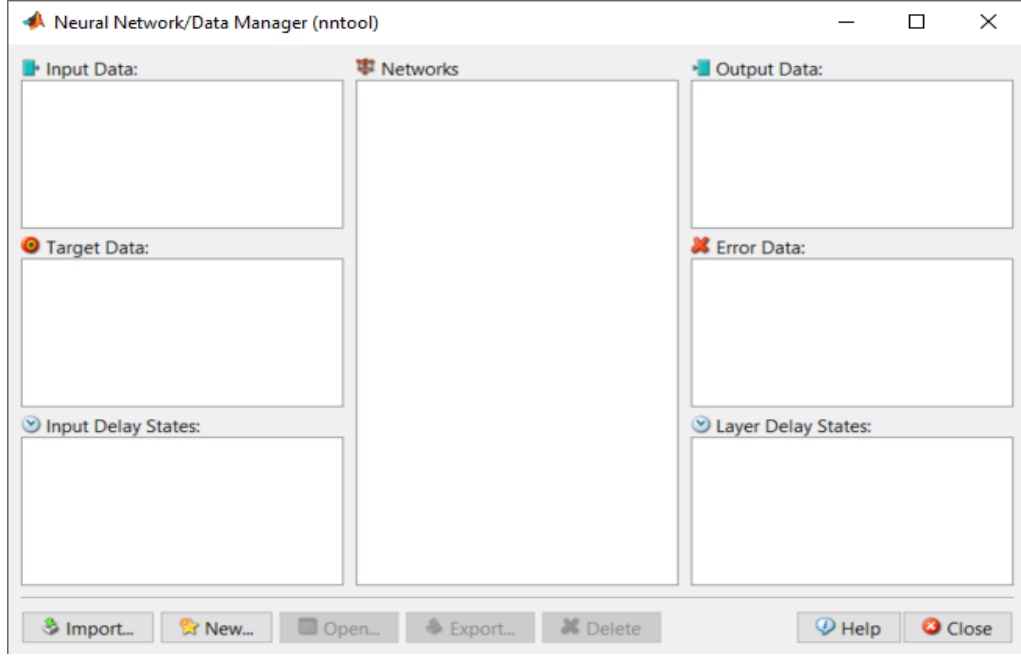 Neural Network/Data Manager (nntool)
Input Data:
Networks
Output Data:
Target Data:
Error Data:
Input Delay States:
Layer Delay States:
Import...
New...
Open...
Export...
Delete
Help
Close